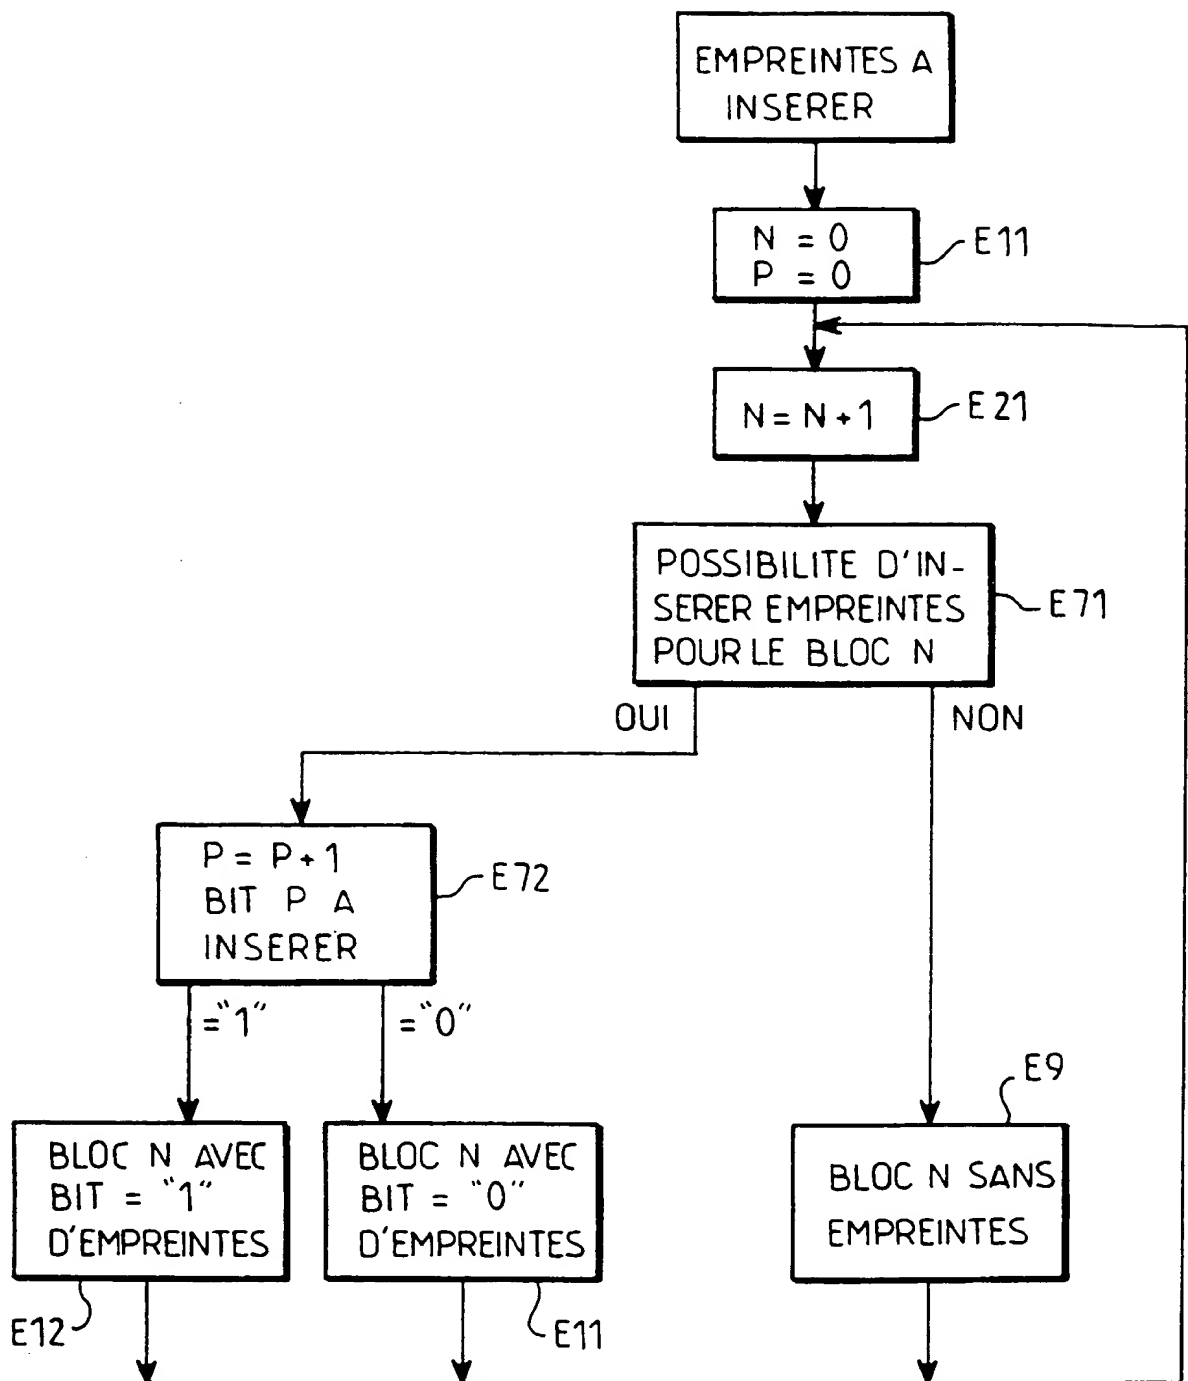 EMPREINTES A
INSERER
N = 0
P = 0
E11
N = N + 1
E21
POSSIBILITE D'IN-
SERER EMPREINTES
POUR LE BLOC N
E71
OUI
NON
P = P + 1
BIT P A
INSERER
E72
="1"
="0"
E9
BLOC N AVEC
BIT = "1"
D'EMPREINTES
BLOC N AVEC
BIT = "0"
D'EMPREINTES
BLOC N SANS
EMPREINTES
E12
E11